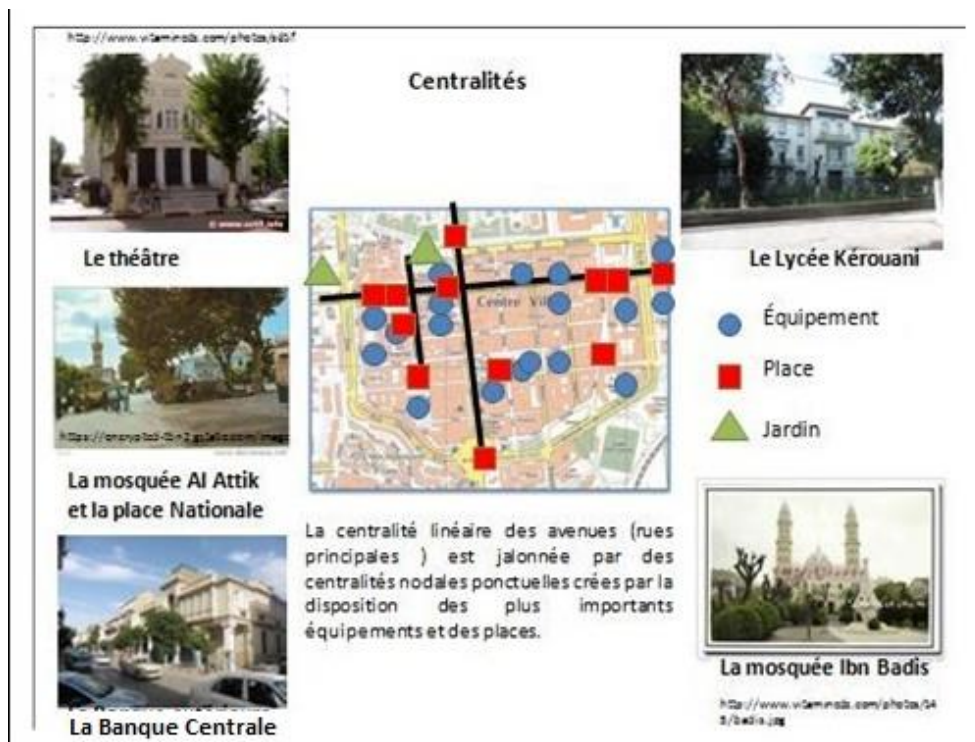 Centralités
Le théâtre
La mosquée Al Attik
et la place Nationale
La Banque Centrale
Centre Vil
La centralité linéaire des avenues (rues
principales ) est jalonnée par des
centralités nodales ponctuelles crées par la
disposition des plus importants
équipements et des places.
Le Lycée Kérouani
Équipement
Place
Jardin
La mosquée Ibn Badis